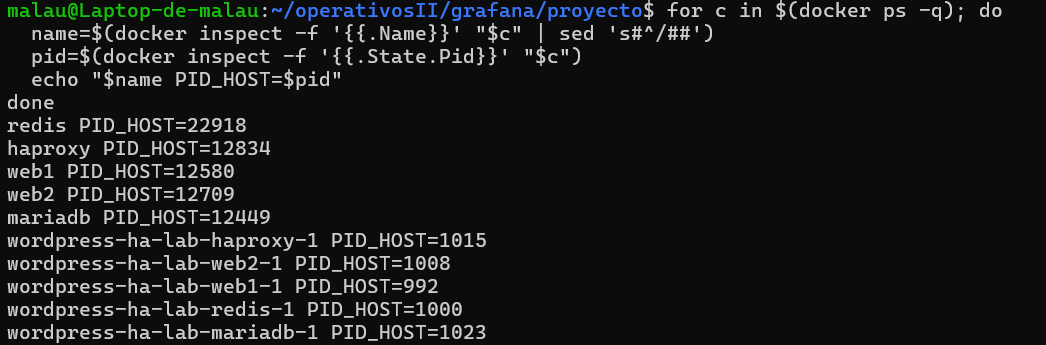 malau@Laptop-de-malau:~/operativosII/grafana/proyecto$ for c in $(docker ps -q); do
  name=$(docker inspect -f '{{.Name}}' "$c" | sed 's#^/##')
  pid=$(docker inspect -f '{{.State.Pid}}' "$c")
  echo "$name PID_HOST=$pid"
done
redis PID_HOST=22918
haproxy PID_HOST=12834
web1 PID_HOST=12580
web2 PID_HOST=12709
mariadb PID_HOST=12449
wordpress-ha-lab-haproxy-1 PID_HOST=1015
wordpress-ha-lab-web2-1 PID_HOST=1008
wordpress-ha-lab-web1-1 PID_HOST=992
wordpress-ha-lab-redis-1 PID_HOST=1000
wordpress-ha-lab-mariadb-1 PID_HOST=1023